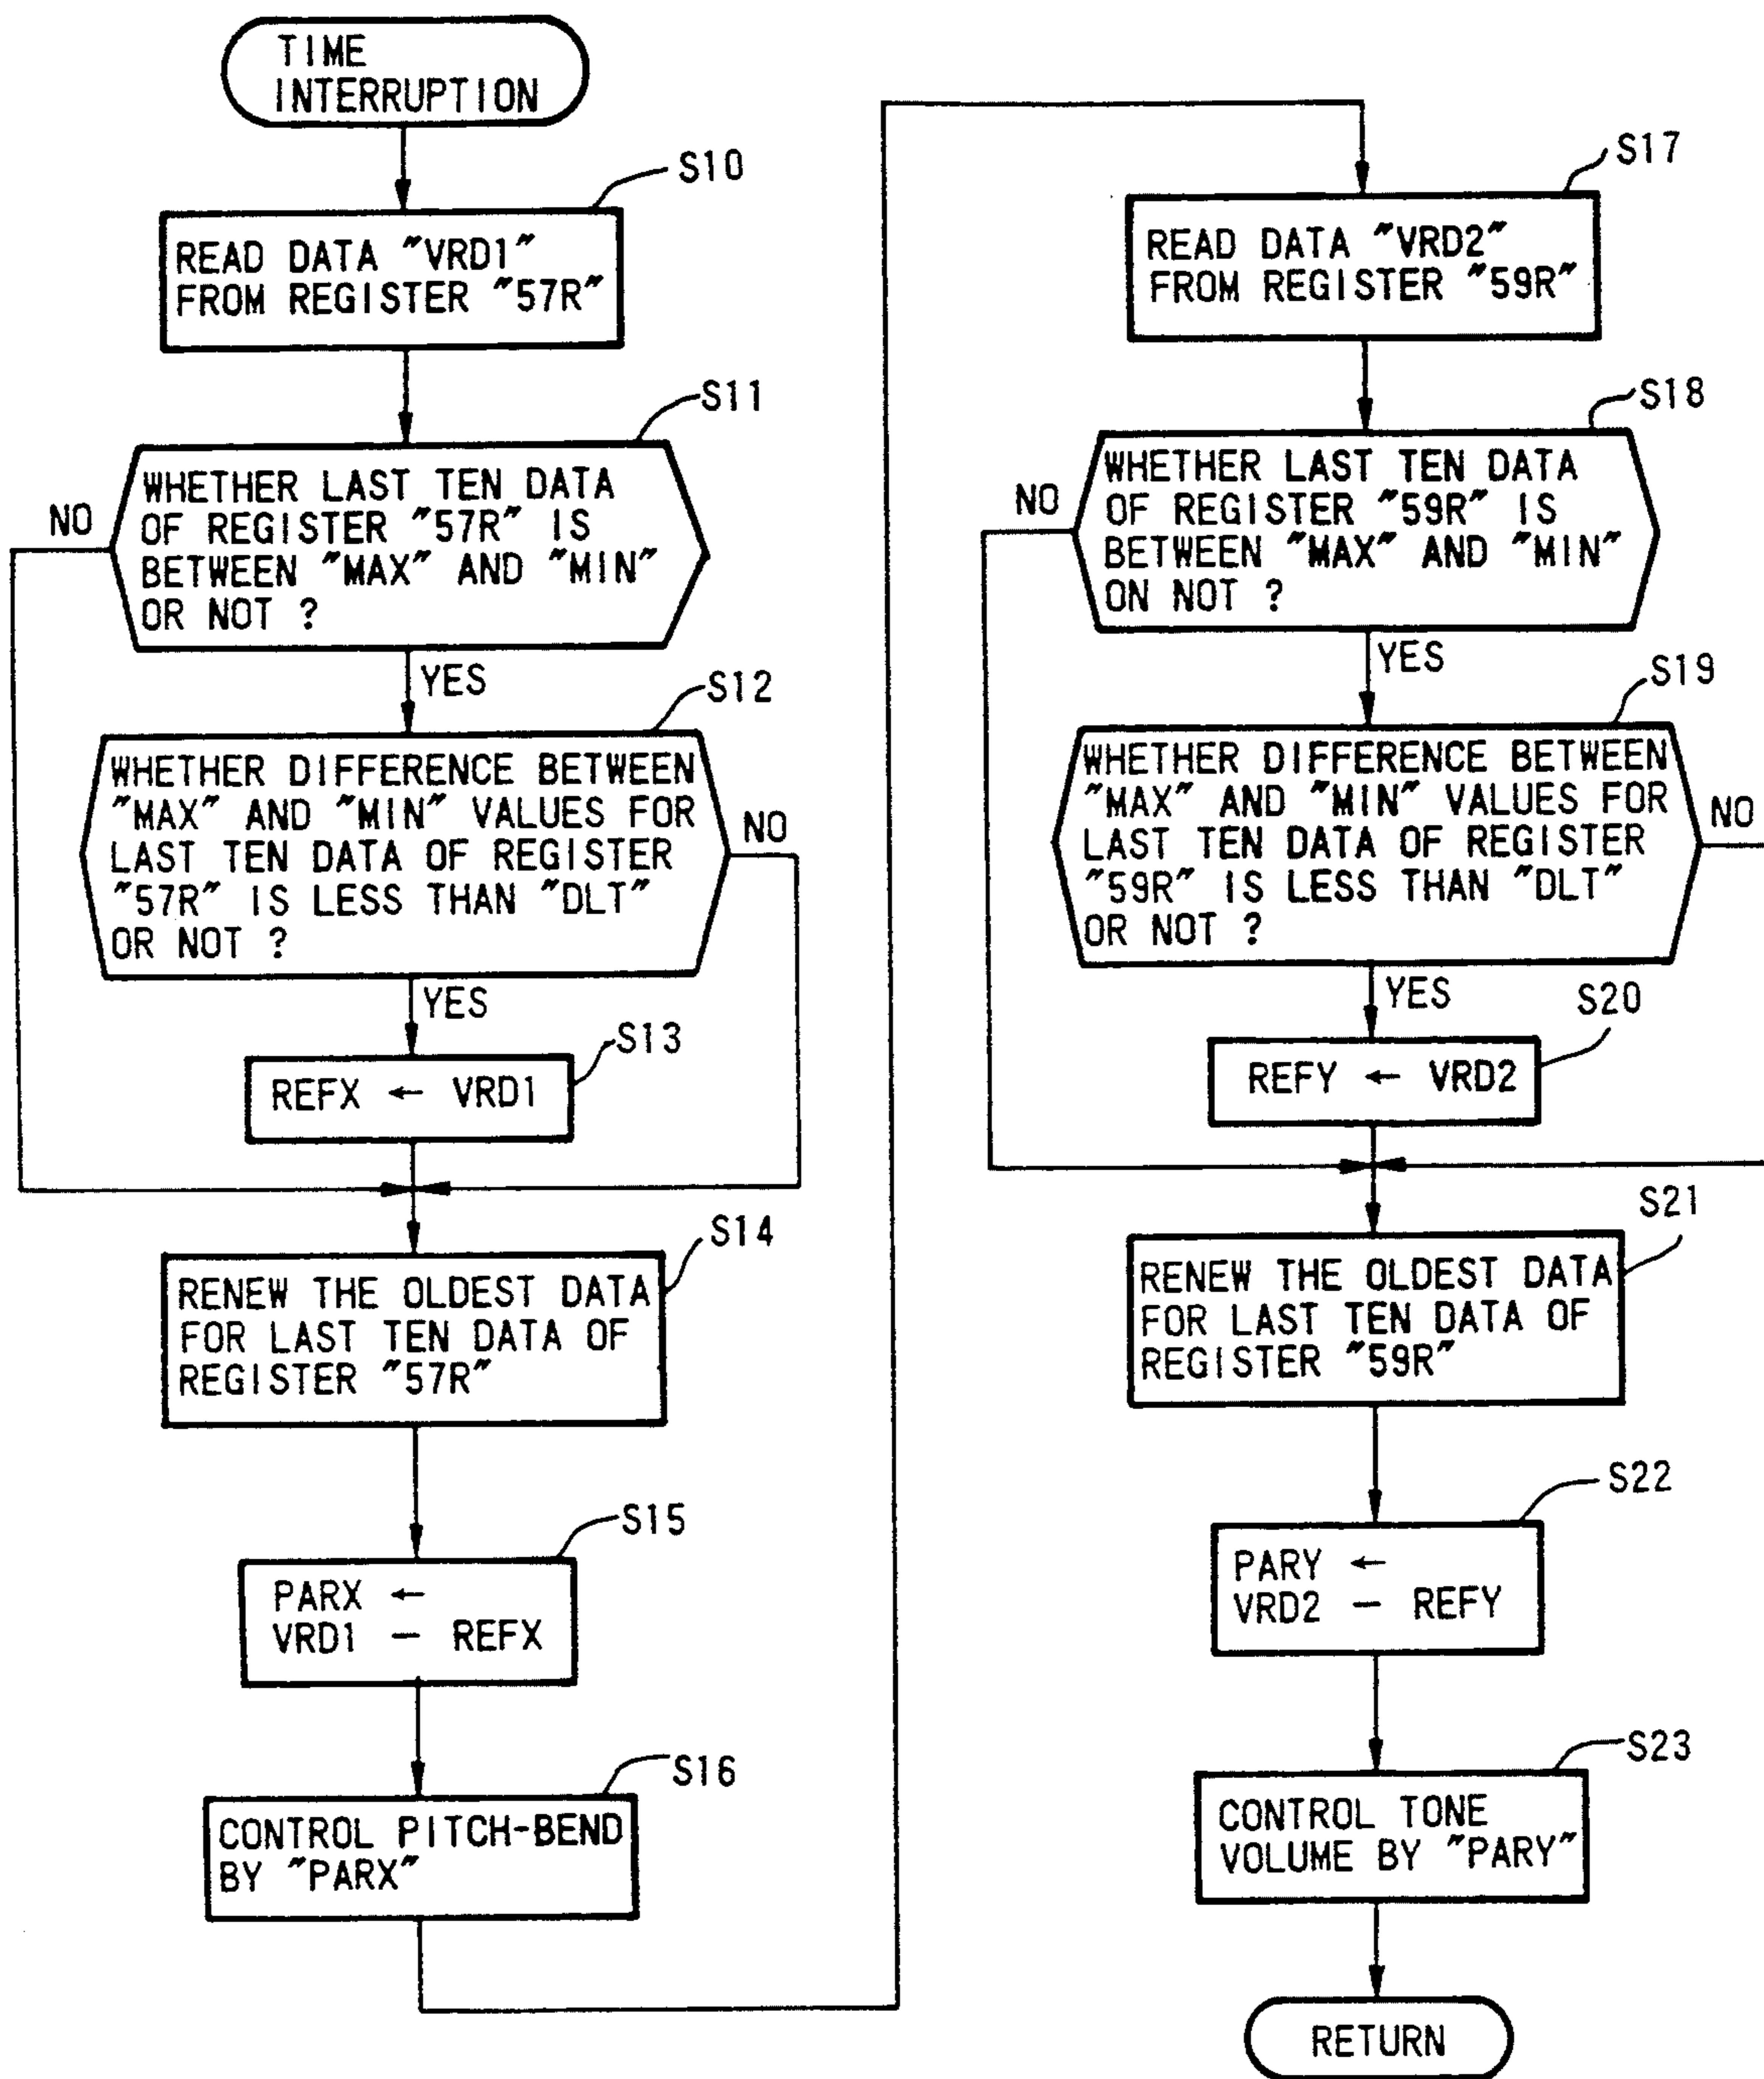 TIME
INTERRUPTION
S10
READ DATA "VRD1"
FROM REGISTER "57R"
S11
WHETHER LAST TEN DATA
OF REGISTER "57R" IS
BETWEEN "MAX" AND "MIN"
OR NOT ?
NO
YES
S12
WHETHER DIFFERENCE BETWEEN
"MAX" AND "MIN" VALUES FOR
LAST TEN DATA OF REGISTER
"57R" IS LESS THAN "DLT"
OR NOT ?
NO
YES
S13
REFX ← VRD1
S14
RENEW THE OLDEST DATA
FOR LAST TEN DATA OF
REGISTER "57R"
S15
PARX ←
VRD1 − REFX
S16
CONTROL PITCH-BEND
BY "PARX"
S17
READ DATA "VRD2"
FROM REGISTER "59R"
S18
WHETHER LAST TEN DATA
OF REGISTER "59R" IS
BETWEEN "MAX" AND "MIN"
ON NOT ?
NO
YES
S19
WHETHER DIFFERENCE BETWEEN
"MAX" AND "MIN" VALUES FOR
LAST TEN DATA OF REGISTER
"59R" IS LESS THAN "DLT"
OR NOT ?
NO
YES
S20
REFY ← VRD2
S21
RENEW THE OLDEST DATA
FOR LAST TEN DATA OF
REGISTER "59R"
S22
PARY ←
VRD2 − REFY
S23
CONTROL TONE
VOLUME BY "PARY"
RETURN